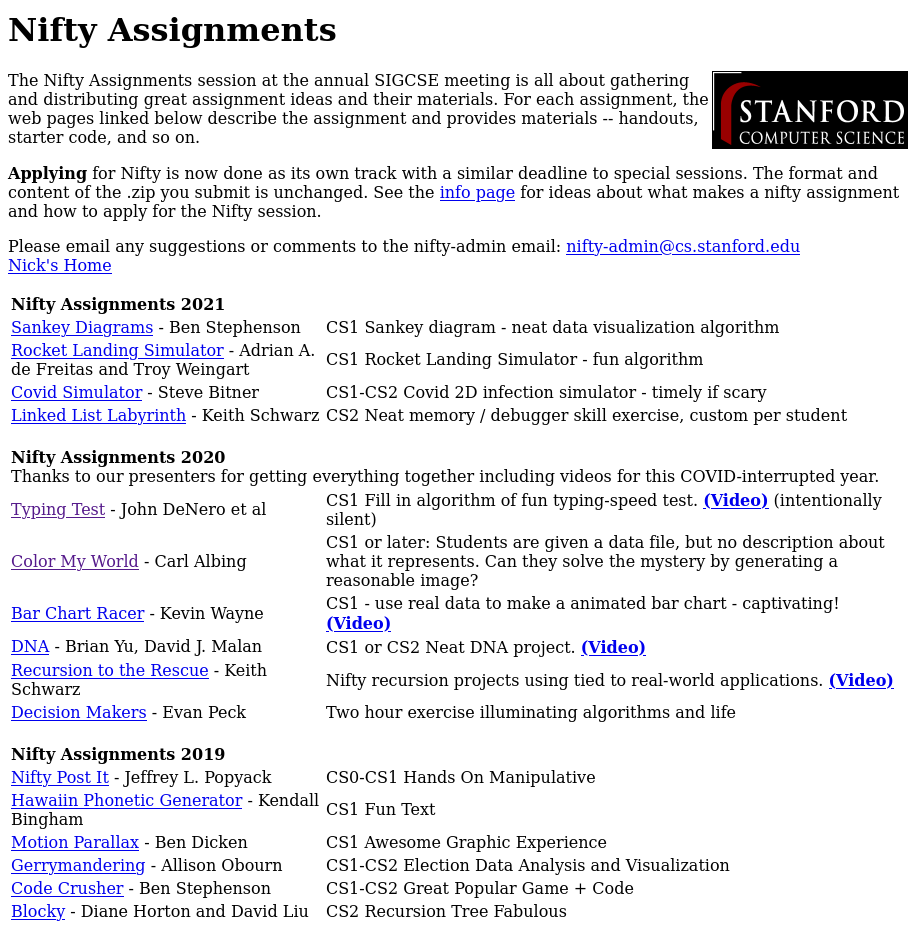 Nifty Assignments
The Nifty Assignments session at the annual SIGCSE meeting is all about gathering
and distributing great assignment ideas and their materials. For each assignment, the
web pages linked below describe the assignment and provides materials -- handouts,
starter code, and so on.
STANFORD
COMPUTER SCIENCE
Applying for Nifty is now done as its own track with a similar deadline to special sessions. The format and
content of the .zip you submit is unchanged. See the info page for ideas about what makes a nifty assignment
and how to apply for the Nifty session.
Please email any suggestions or comments to the nifty-admin email: nifty-admin@cs.stanford.edu
Nick's Home
Nifty Assignments 2021
Sankey Diagrams - Ben Stephenson CS1 Sankey diagram - neat data visualization algorithm
Rocket Landing Simulator - Adrian A.
de Freitas and Troy Weingart
CS1 Rocket Landing Simulator - fun algorithm
Covid Simulator - Steve Bitner CS1-CS2 Covid 2D infection simulator - timely if scary
Linked List Labyrinth - Keith Schwarz CS2 Neat memory / debugger skill exercise, custom per student
Nifty Assignments 2020
Thanks to our presenters for getting everything together including videos for this COVID-interrupted year.
Typing Test - John DeNero et al
CS1 Fill in algorithm of fun typing-speed test. (Video) (intentionally
silent)
Color My World - Carl Albing
CS1 or later: Students are given a data file, but no description about
what it represents. Can they solve the mystery by generating a
reasonable image?
Bar Chart Racer - Kevin Wayne
CS1 - use real data to make a animated bar chart - captivating!
(Video)
DNA - Brian Yu, David J. Malan CS1 or CS2 Neat DNA project. (Video)
Recursion to the Rescue - Keith
Schwarz
Nifty recursion projects using tied to real-world applications. (Video)
Decision Makers - Evan Peck Two hour exercise illuminating algorithms and life
Nifty Assignments 2019
Nifty Post It - Jeffrey L. Popyack CS0-CS1 Hands On Manipulative
Hawaiin Phonetic Generator - Kendall
Bingham
CS1 Fun Text
Motion Parallax - Ben Dicken CS1 Awesome Graphic Experience
Gerrymandering - Allison Obourn CS1-CS2 Election Data Analysis and Visualization
Code Crusher - Ben Stephenson CS1-CS2 Great Popular Game + Code
Blocky - Diane Horton and David Liu CS2 Recursion Tree Fabulous